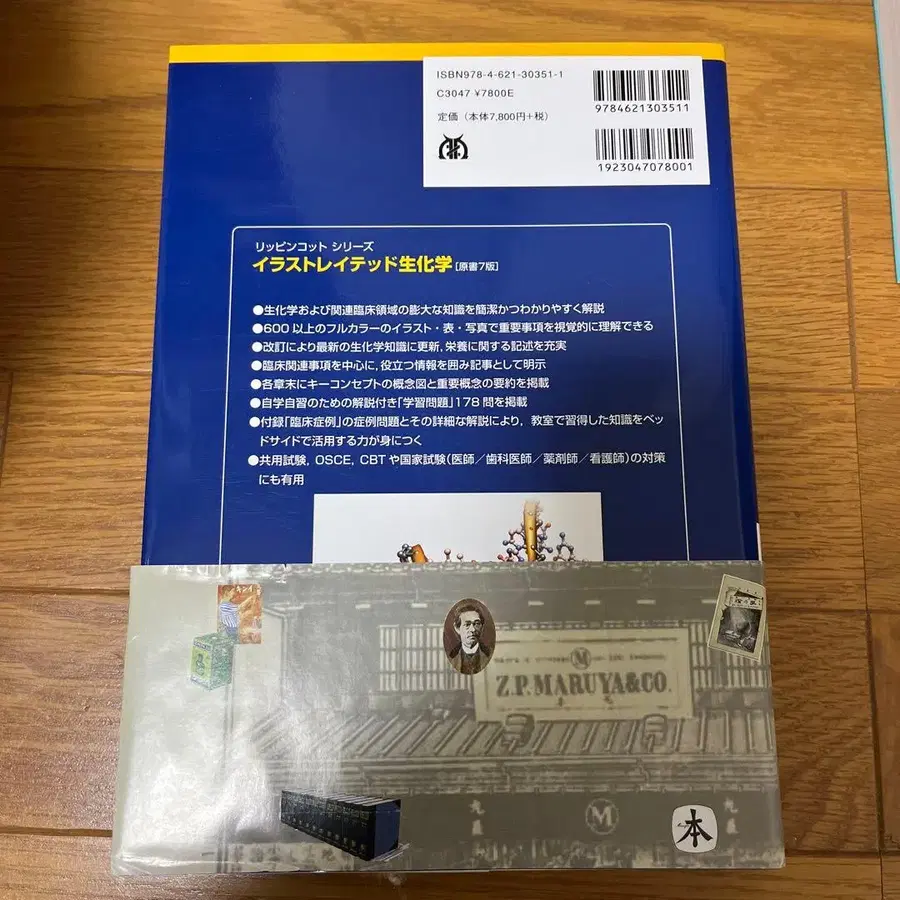 ISBN978-4-621-30351-1
C3047 ¥7800E
定価（本体7,800円+税）
9784621303511
1923047078001
リッピンコット シリーズ
イラストレイテッド生化学［原書7版］
●生化学および関連臨床領域の膨大な知識を簡潔かつわかりやすく解説
●600以上のフルカラーのイラスト・表・写真で重要事項を視覚的に理解できる
●改訂により最新の生化学知識に更新，栄養に関する記述を充実
●臨床関連事項を中心に，役立つ情報を囲み記事として明示
●各章末にキーコンセプトの概念図と重要概念の要約を掲載
●自学自習のための解説付き「学習問題」178問を掲載
●付録「臨床症例」の症例問題とその詳細な解説により，教室で習得した知識をベッ
ドサイドで活用する力が身につく
●共用試験，OSCE，CBTや国家試験（医師／歯科医師／薬剤師／看護師）の対策
にも有用
M
Z.P.MARUYA&CO.
M
本